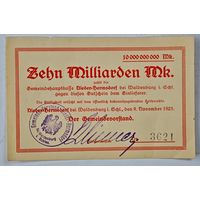 10 000 000 000 Mk.
Zehn Milliarden Mk.
zahlt die
Gemeindehauptkasse Nieder-Hermsdorf bei Waldenburg i. Schl.
gegen diesen Gutschein dem Einlieferer
Nieder-Hermsdorf bei Waldenburg i. Schl., den 9. November 1923.
Der Gemeindevorstand.
3621